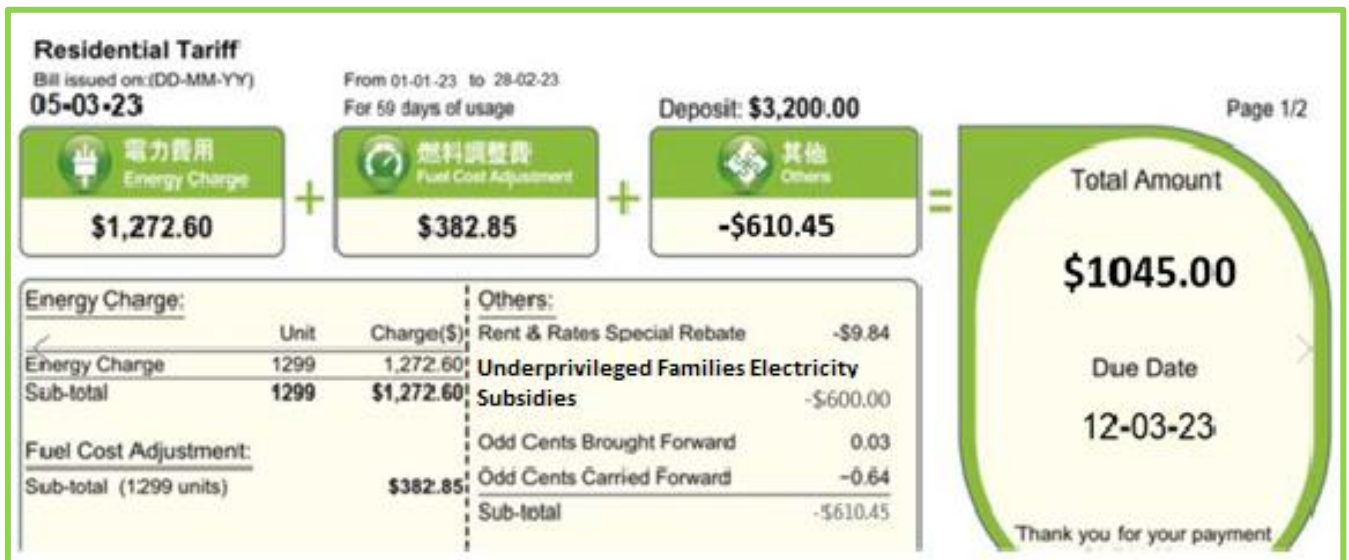 Residential Tariff
Bill issued on:(DD-MM-YY)
05-03-23
From 01-01-23 to 28-02-23
For 59 days of usage
Deposit: $3,200.00
Page 1/2
電力費用
Energy Charge
$1,272.60
+
燃料調整費
Fuel Cost Adjustment
$382.85
+
其他
Others
-$610.45
=
Total Amount
$1045.00
Due Date
12-03-23
Thank you for your payment
Energy Charge:
Unit Charge($)
Energy Charge 1299 1,272.60
Sub-total 1299 $1,272.60
Fuel Cost Adjustment:
Sub-total (1299 units) $382.85
Others:
Rent & Rates Special Rebate -$9.84
Underprivileged Families Electricity
Subsidies -$600.00
Odd Cents Brought Forward 0.03
Odd Cents Carried Forward −0.64
Sub-total -$610.45